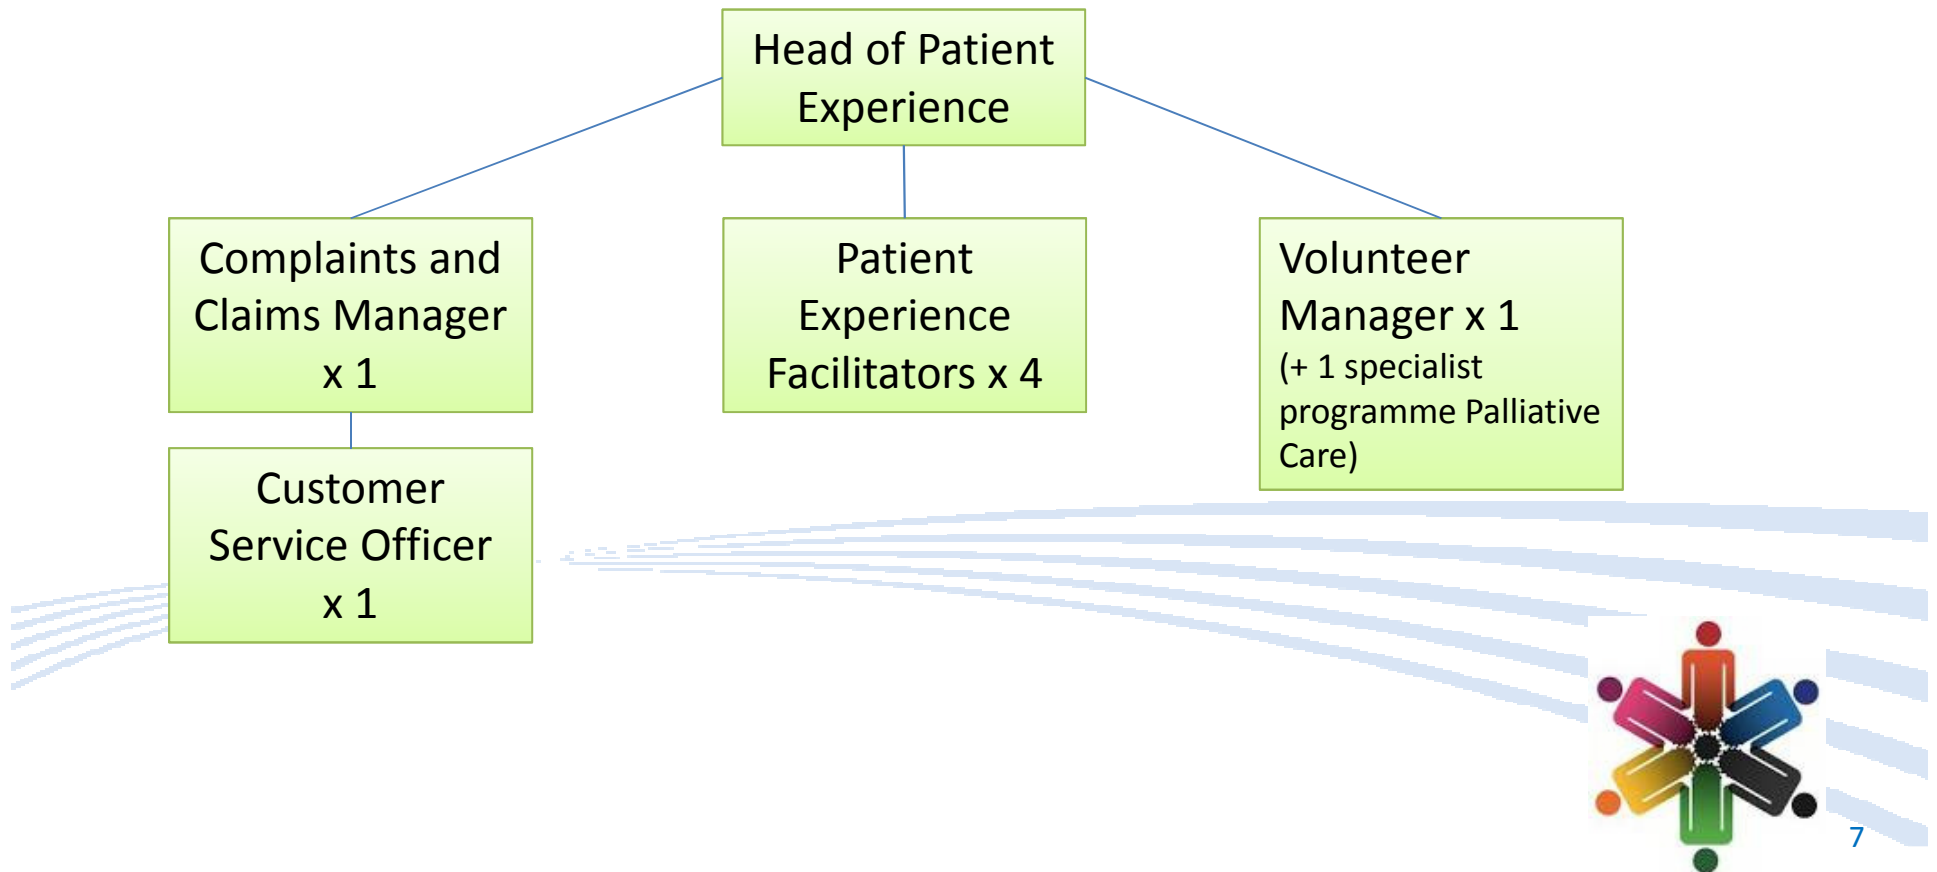 Head of Patient
Experience
Complaints and
Claims Manager
x 1
Patient
Experience
Facilitators x 4
Volunteer
Manager x 1
(+ 1 specialist
programme Palliative
Care)
Customer
Service Officer
x 1
7